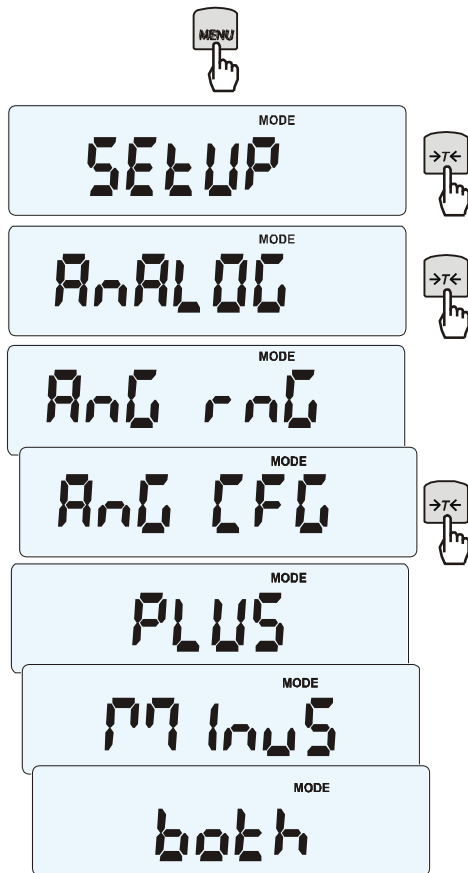 MENU
MODE
SEtUP
→T←
MODE
AnALOG
→T←
MODE
AnG rnG
MODE
AnG CFG
→T←
MODE
PLUS
MODE
MInuS
MODE
both